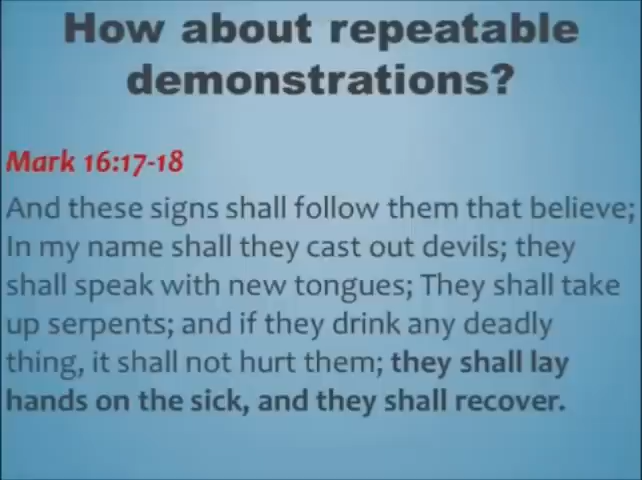 How about repeatable
demonstrations?
Mark 16:17-18
And these signs shall follow them that believe;
In my name shall they cast out devils; they
shall speak with new tongues; They shall take
up serpents; and if they drink any deadly
thing, it shall not hurt them; they shall lay
hands on the sick, and they shall recover.